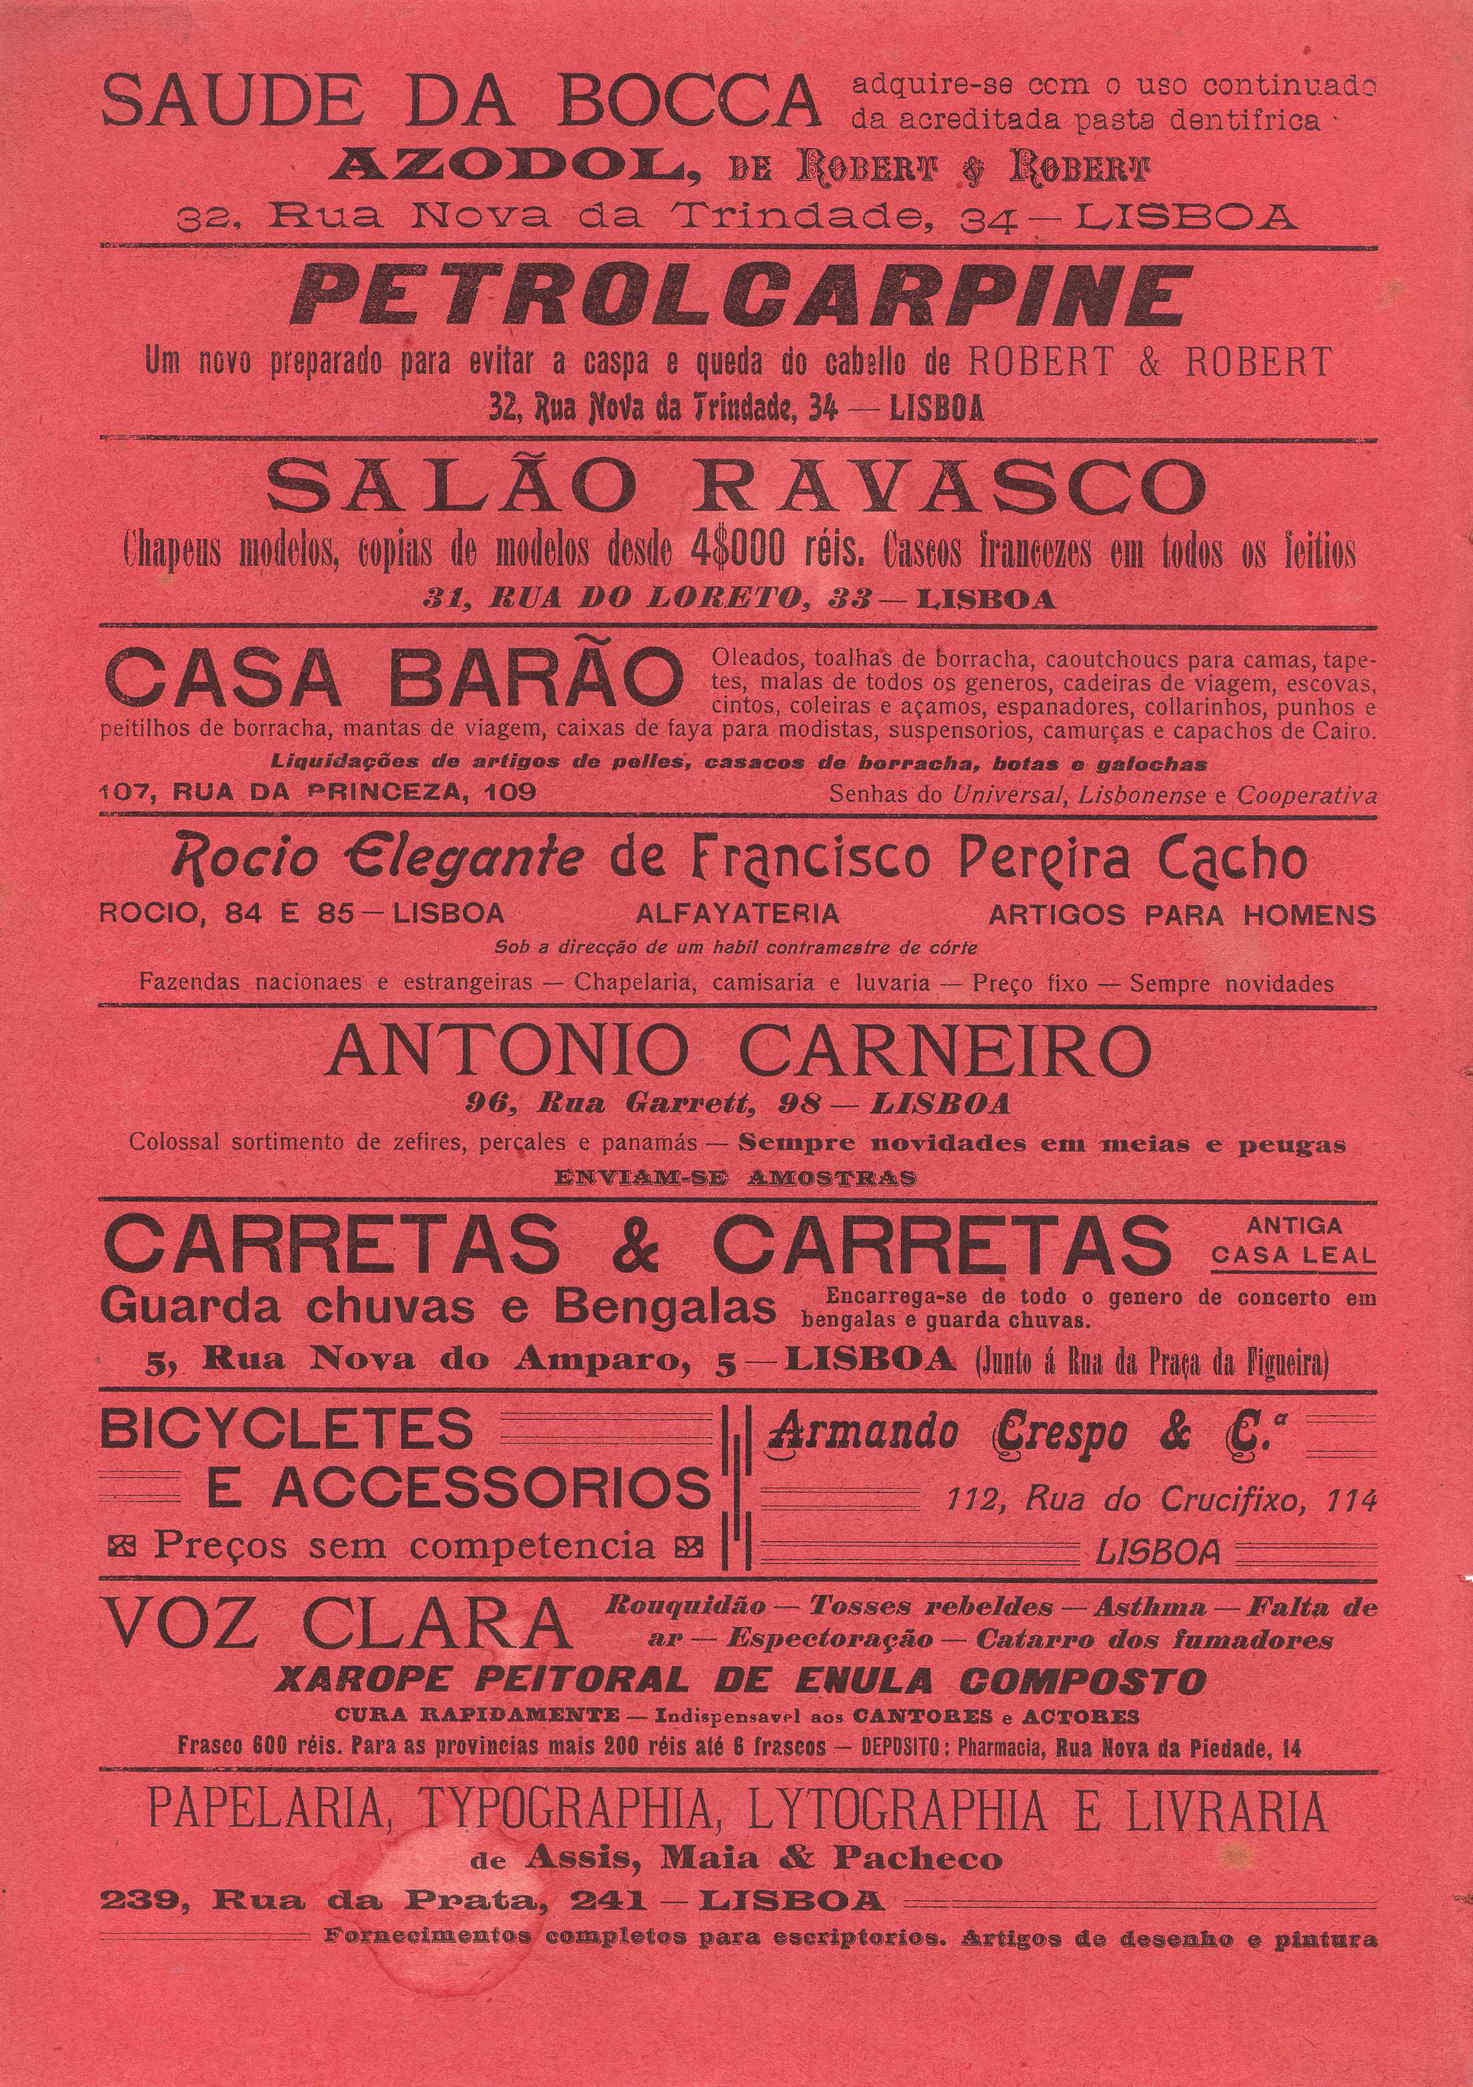 SAUDE DA BOCCA adquire-se com o uso continuado
da acreditada pasta dentifrica
AZODOL, DE ROBERT & ROBERT
32, Rua Nova da Trindade, 34 — LISBOA
PETROLCARPINE
Um novo preparado para evitar a caspa e queda do cabello de ROBERT & ROBERT
32, Rua Nova da Trindade, 34 — LISBOA
SALÃO RAVASCO
Chapeus modelos, copias de modelos desde 4$000 réis. Cascos francezes em todos os feitios
31, RUA DO LORETO, 33 — LISBOA
CASA BARÃO Oleados, toalhas de borracha, caoutchoucs para camas, tape-
tes, malas de todos os generos, cadeiras de viagem, escovas,
cintos, coleiras e açamos, espanadores, collarinhos, punhos e
peitilhos de borracha, mantas de viagem, caixas de faya para modistas, suspensorios, camurças e capachos de Cairo.
Liquidações de artigos de pelles, casacos de borracha, botas e galochas
107, RUA DA PRINCEZA, 109 Senhas do Universal, Lisbonense e Cooperativa
Rocio Elegante de Francisco Pereira Cacho
ROCIO, 84 E 85 — LISBOA ALFAYATERIA ARTIGOS PARA HOMENS
Sob a direcção de um habil contramestre de córte
Fazendas nacionaes e estrangeiras — Chapelaria, camisaria e luvaria — Preço fixo — Sempre novidades
ANTONIO CARNEIRO
96, Rua Garrett, 98 — LISBOA
Colossal sortimento de zefires, percales e panamás — Sempre novidades em meias e peugas
ENVIAM-SE AMOSTRAS
CARRETAS & CARRETAS ANTIGA
CASA LEAL
Guarda chuvas e Bengalas Encarrega-se de todo o genero de concerto em
bengalas e guarda chuvas.
5, Rua Nova do Amparo, 5 — LISBOA (Junto á Rua da Praça da Figueira)
BICYCLETES
E ACCESSORIOS
Preços sem competencia
Armando Crespo & C.ª
112, Rua do Crucifixo, 114
LISBOA
VOZ CLARA Rouquidão — Tosses rebeldes — Asthma — Falta de
ar — Espectoração — Catarro dos fumadores
XAROPE PEITORAL DE ENULA COMPOSTO
CURA RAPIDAMENTE — Indispensavel aos CANTORES e ACTORES
Frasco 600 réis. Para as provincias mais 200 réis até 6 frascos — DEPOSITO: Pharmacia, Rua Nova da Piedade, 14
PAPELARIA, TYPOGRAPHIA, LYTOGRAPHIA E LIVRARIA
de Assis, Maia & Pacheco
239, Rua da Prata, 241 — LISBOA
Fornecimentos completos para escriptorios. Artigos de desenho e pintura